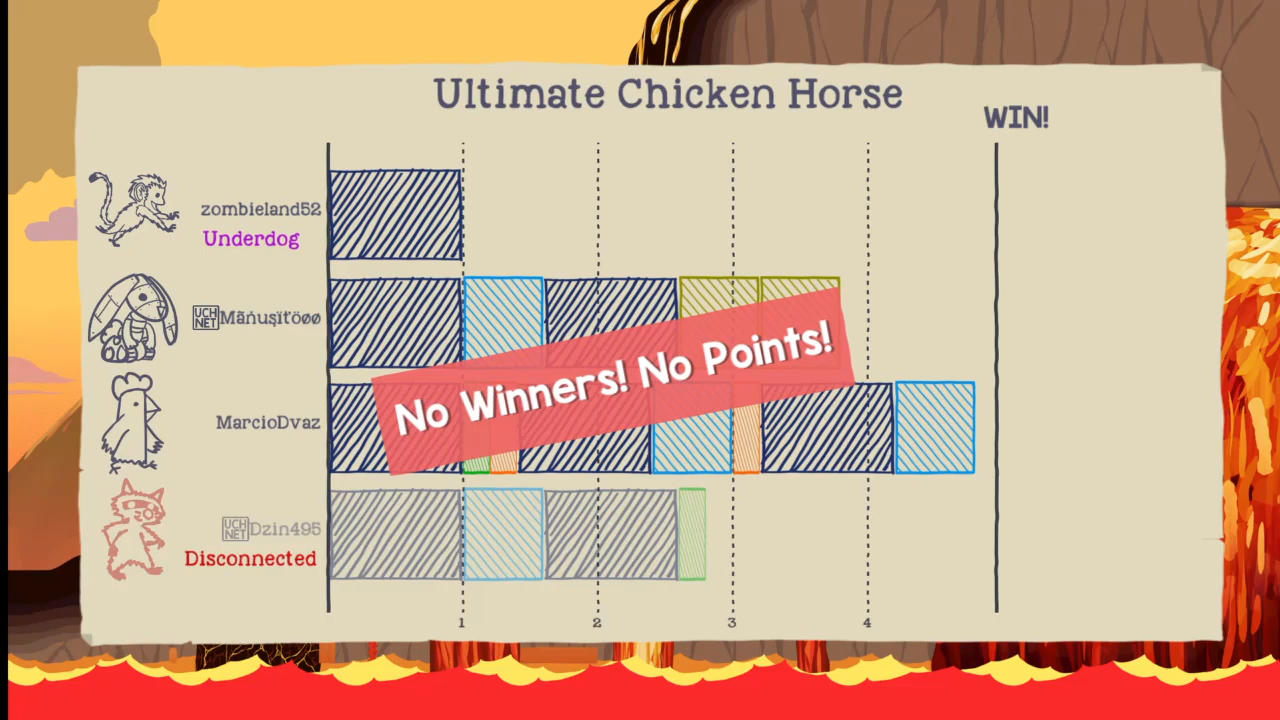 Ultimate Chicken Horse
WIN!
zombieland52
Underdog
UCH NET Mãñușïťöøø
MarcioDvaz
No Winners! No Points!
UCH NET Dzin495
Disconnected
1 2 3 4